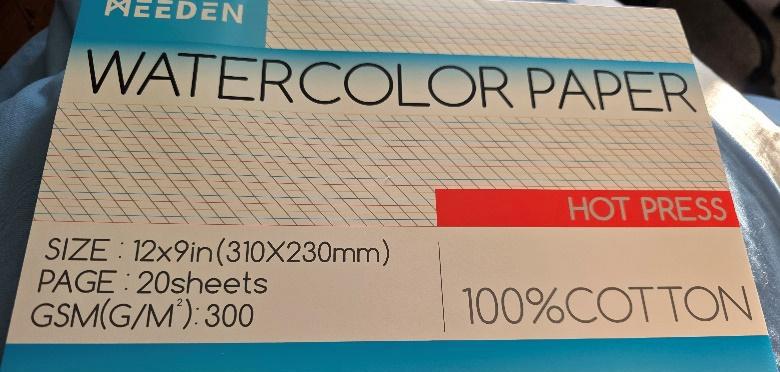 MEEDEN
WATERCOLOR PAPER
HOT PRESS
SIZE : 12x9in(310X230mm)
PAGE : 20sheets
GSM(G/M²): 300
100%COTTON